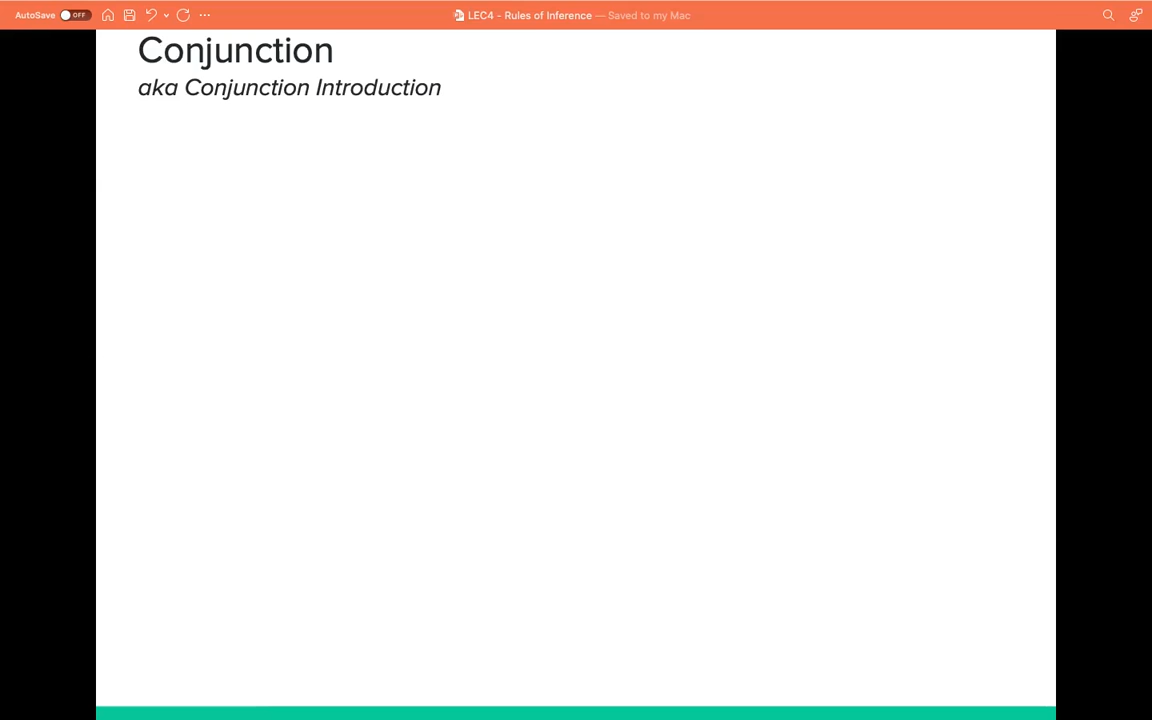 AutoSave OFF LEC4 - Rules of Inference — Saved to my Mac
Conjunction
aka Conjunction Introduction